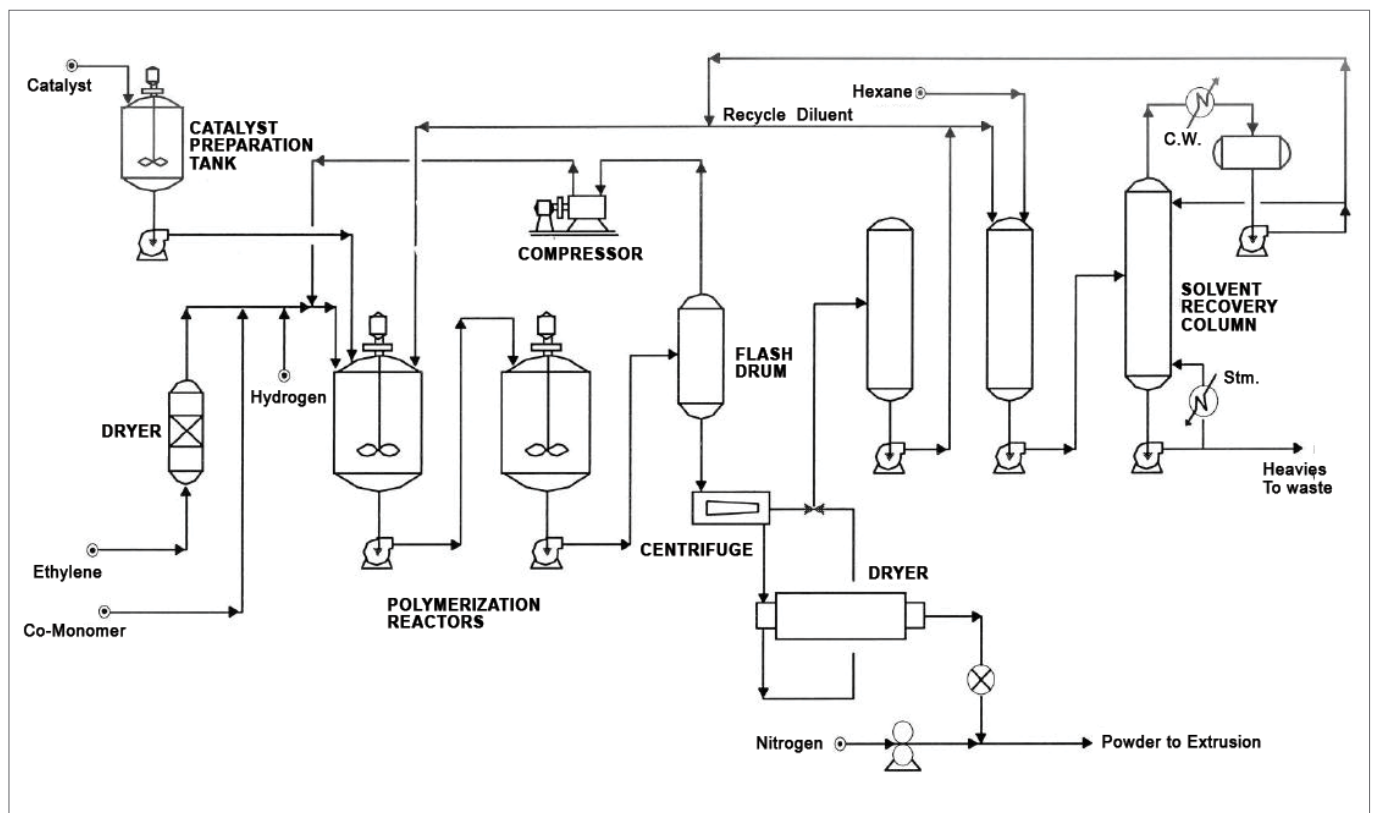 Catalyst
CATALYST
PREPARATION
TANK
Hexane
Recycle Diluent
C.W.
COMPRESSOR
SOLVENT
RECOVERY
COLUMN
FLASH
DRUM
Stm.
Hydrogen
DRYER
Heavies
To waste
Ethylene
CENTRIFUGE
DRYER
POLYMERIZATION
REACTORS
Co-Monomer
Nitrogen
Powder to Extrusion